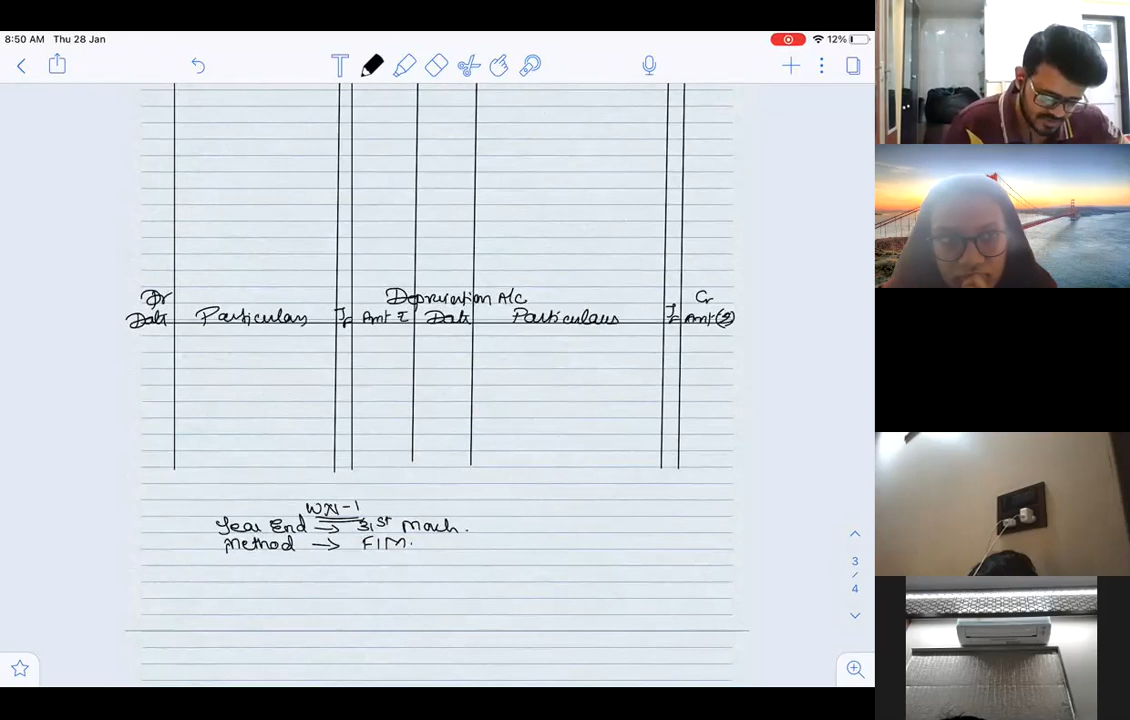 8:50 AM Thu 28 Jan
12%
Depreciation A/c
Dr
Cr
Date Particulars Jf Amt ₹ Date Particulars Jf Amt (₹)
WN-1
Year End → 31st Mach.
Method → FIM.
3
/
4